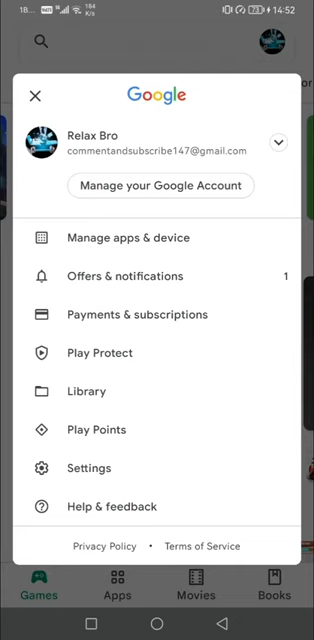 184
K/s
73
14:52
Google
Relax Bro
commentandsubscribe147@gmail.com
Manage your Google Account
Manage apps & device
Offers & notifications 1
Payments & subscriptions
Play Protect
Library
Play Points
Settings
Help & feedback
Privacy Policy • Terms of Service
Games Apps Movies Books